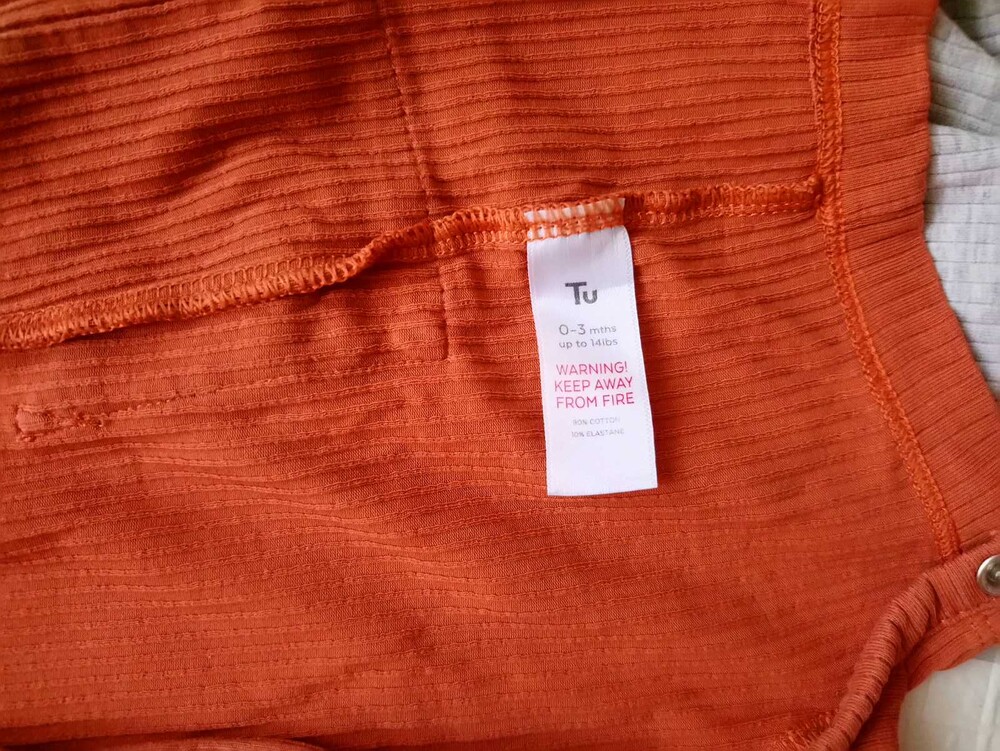 Tu
0-3 mths
up to 14lbs
WARNING!
KEEP AWAY
FROM FIRE
90% COTTON
10% ELASTANE